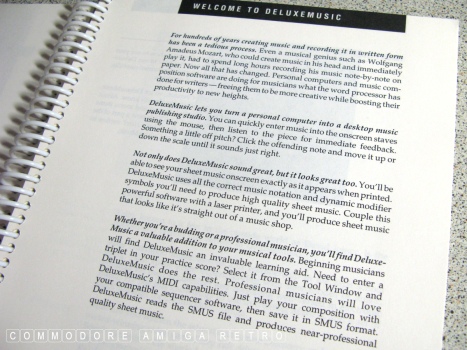 WELCOME TO DELUXEMUSIC
For hundreds of years creating music and recording it in written form
has been a tedious process. Even a musical genius such as Wolfgang
Amadeus Mozart, who could create music in his head and immediately
play it, had to spend long hours recording his music note-by-note on
paper. Now all that has changed. Personal computers and music com-
position software are doing for musicians what the word processor has
done for writers — freeing them to be more creative while boosting their
productivity to new heights.
DeluxeMusic lets you turn a personal computer into a desktop music
publishing studio. You can quickly enter music into the onscreen staves
using the mouse, then listen to the piece for immediate feedback.
Something a little off pitch? Click the offending note and move it up or
down the scale until it sounds just right.
Not only does DeluxeMusic sound great, but it looks great too. You'll be
able to see your sheet music onscreen exactly as it appears when printed.
DeluxeMusic uses all the correct music notation and dynamic modifier
symbols you'll need to produce high quality sheet music. Couple this
powerful software with a laser printer, and you'll produce sheet music
that looks like it's straight out of a music shop.
Whether you're a budding or a professional musician, you'll find Deluxe-
Music a valuable addition to your musical tools. Beginning musicians
will find DeluxeMusic an invaluable learning aid. Need to enter a
triplet in your practice score? Select it from the Tool Window and
DeluxeMusic does the rest. Professional musicians will love
DeluxeMusic's MIDI capabilities. Just play your composition with
your compatible sequencer software, then save it in SMUS format.
DeluxeMusic reads the SMUS file and produces near-professional
quality sheet music.
COMMODORE AMIGA RETRO